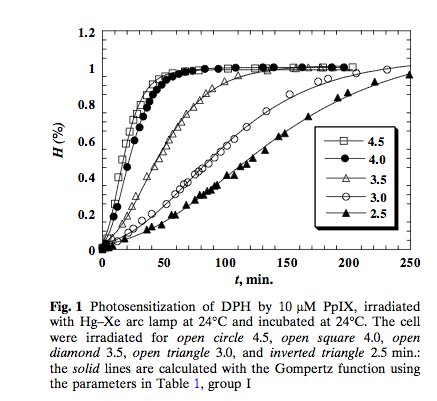 1.2
1
0.8
0.6
0.4
0.2
0
H (%)
4.5
4.0
3.5
3.0
2.5
0 50 100 150 200 250
t, min.
Fig. 1 Photosensitization of DPH by 10 μM PpIX, irradiated
with Hg–Xe arc lamp at 24°C and incubated at 24°C. The cell
were irradiated for open circle 4.5, open square 4.0, open
diamond 3.5, open triangle 3.0, and inverted triangle 2.5 min.:
the solid lines are calculated with the Gompertz function using
the parameters in Table 1, group I